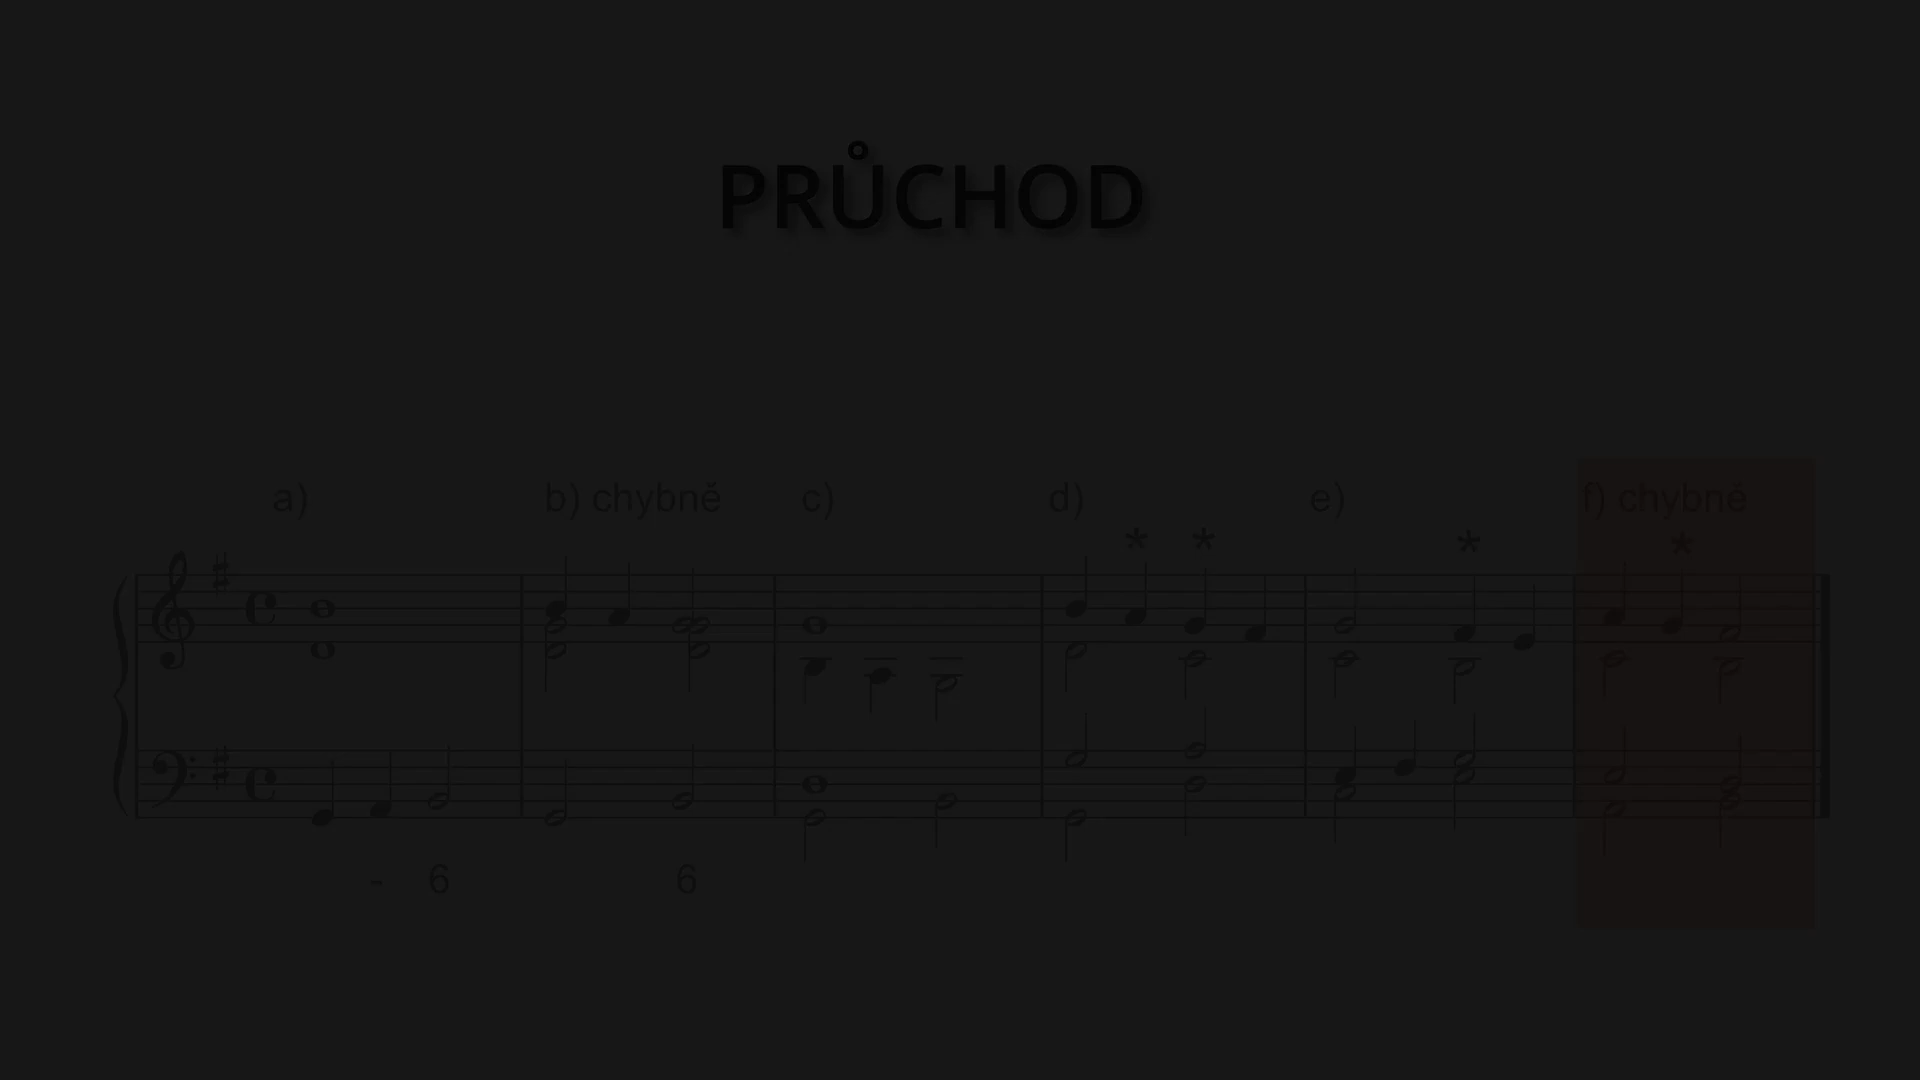 PRŮCHOD
a) b) chybně c) d) e) f) chybně
* * * *
- 6 6